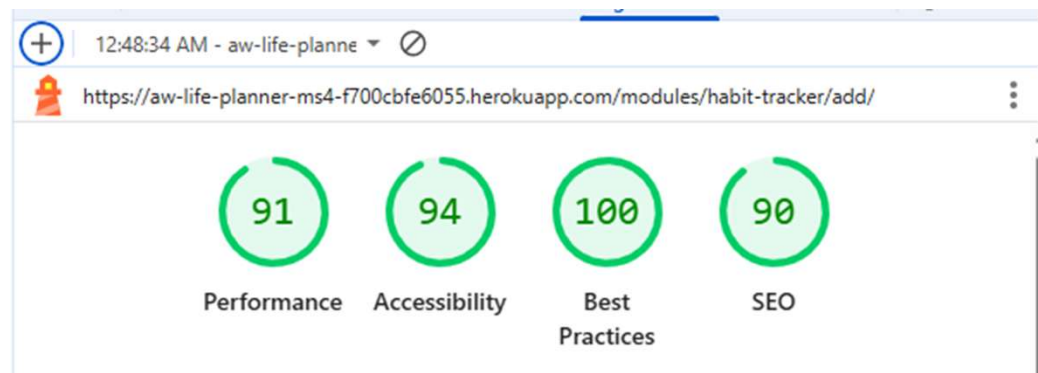 12:48:34 AM - aw-life-planne
https://aw-life-planner-ms4-f700cbfe6055.herokuapp.com/modules/habit-tracker/add/
91 94 100 90
Performance Accessibility Best SEO
Practices